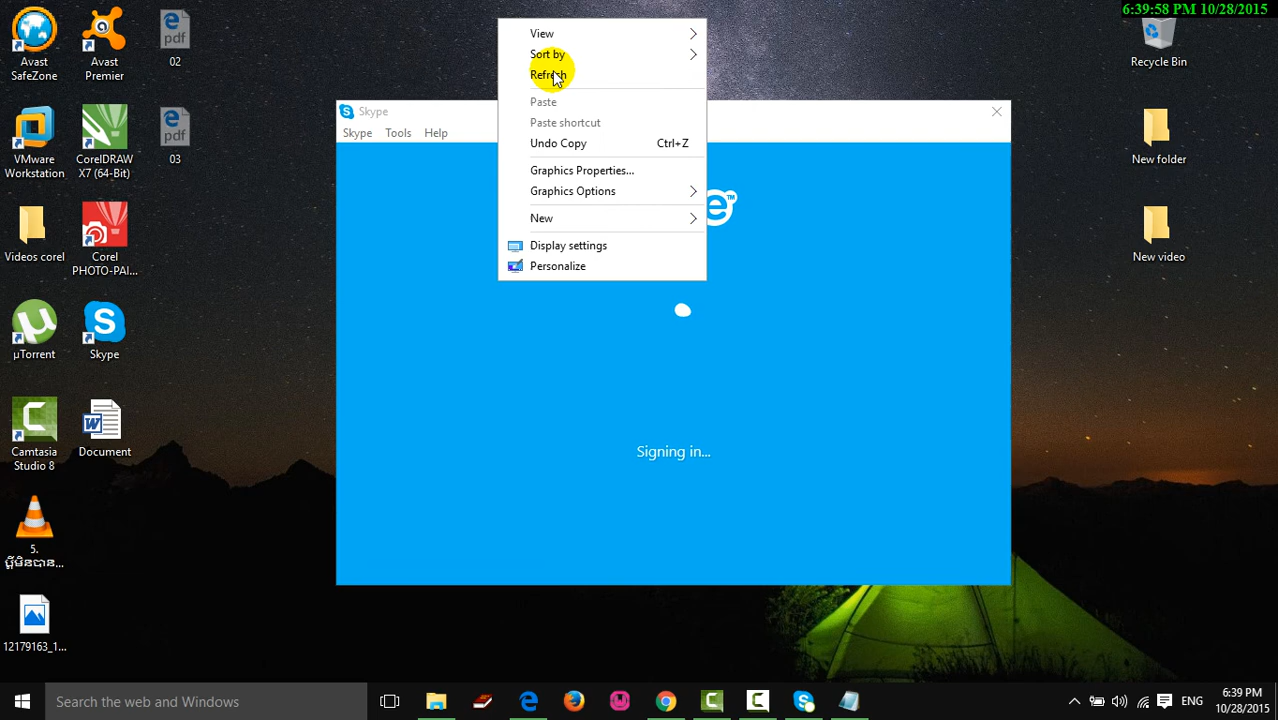 6:39:58 PM 10/28/2015
Avast
SafeZone
Avast
Premier
pdf
02
Recycle Bin
VMware
Workstation
CorelDRAW
X7 (64-Bit)
pdf
03
New folder
Videos corel
Corel
PHOTO-PAI...
New video
µTorrent
Skype
Camtasia
Studio 8
Document
5.
12179163_1...
Skype
Skype Tools Help
Signing in...
View
Sort by
Refresh
Paste
Paste shortcut
Undo Copy Ctrl+Z
Graphics Properties...
Graphics Options
New
Display settings
Personalize
Search the web and Windows
ENG
6:39 PM
10/28/2015